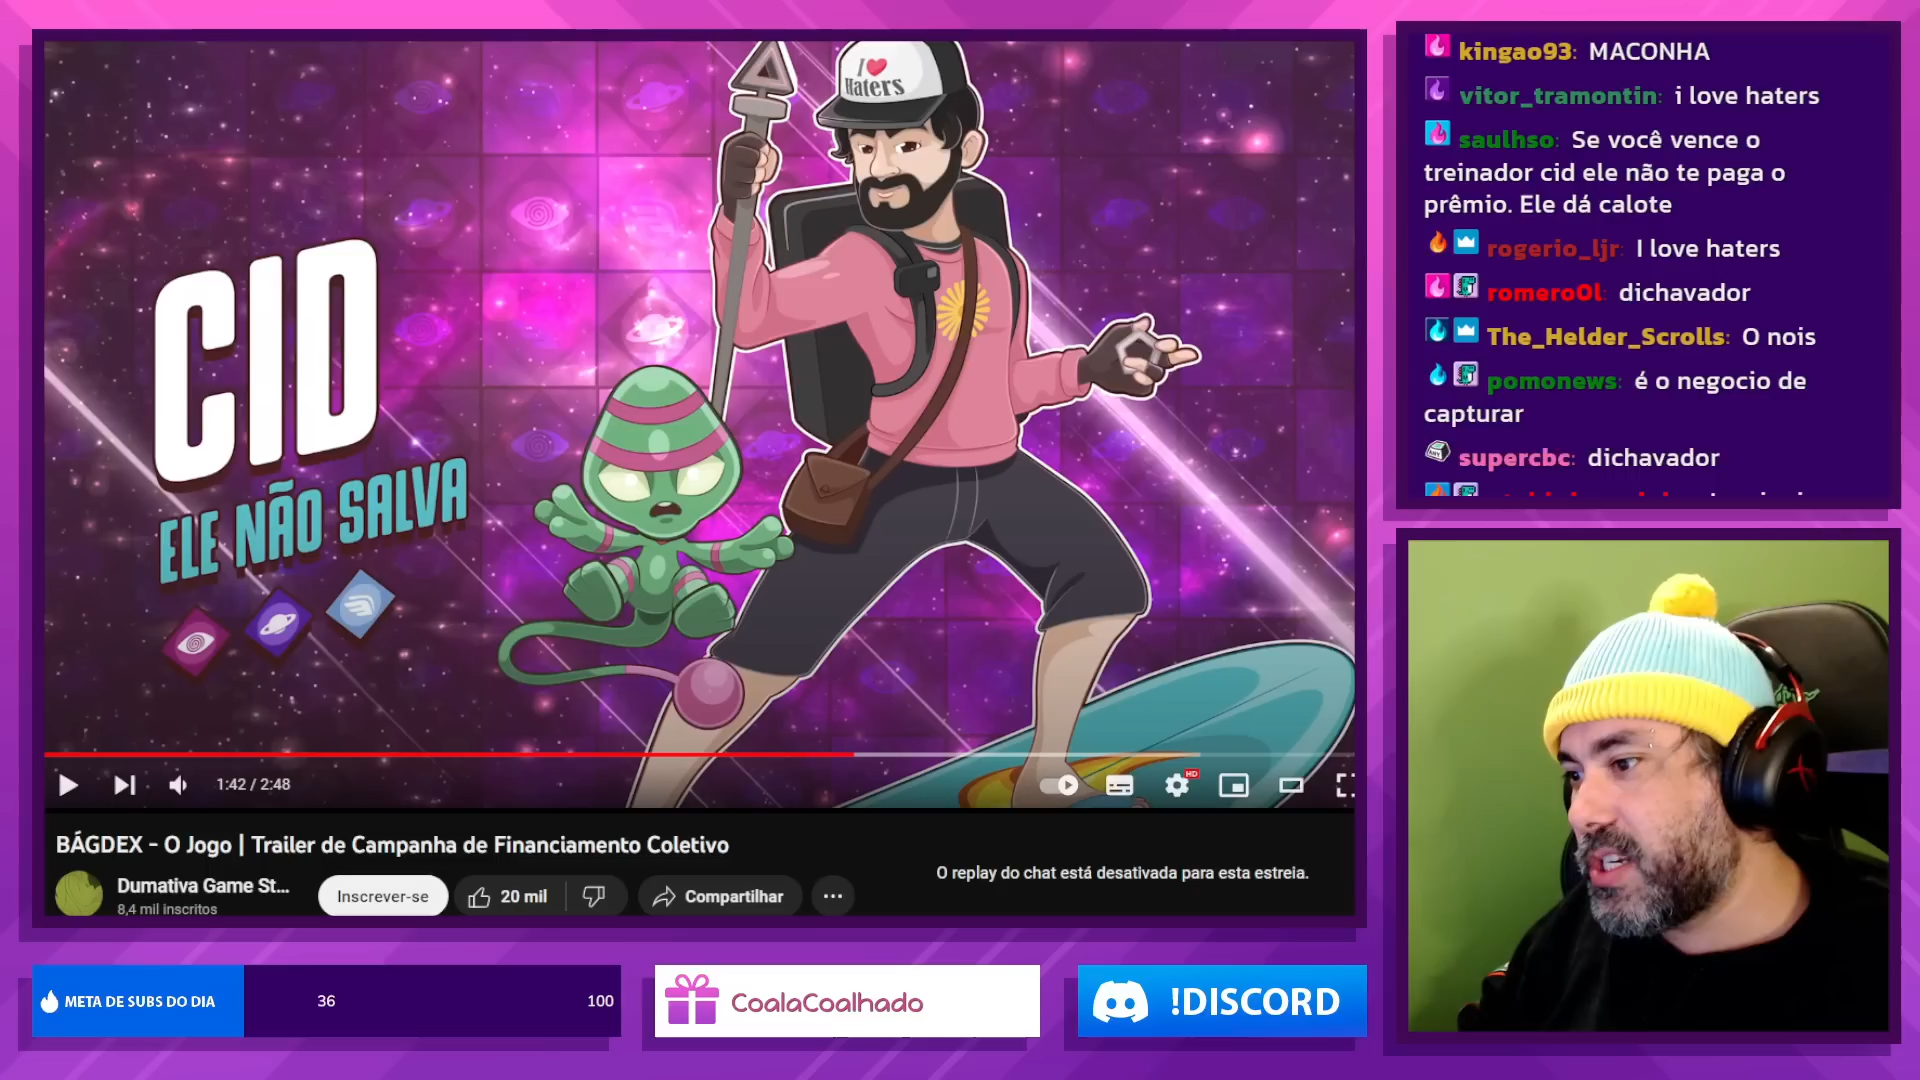 I ❤ Haters
CID
ELE NÃO SALVA
1:42 / 2:48
HD
BÁGDEX - O Jogo | Trailer de Campanha de Financiamento Coletivo
Dumativa Game St...
8,4 mil inscritos
Inscrever-se
20 mil
Compartilhar
O replay do chat está desativada para esta estreia.
kingao93: MACONHA
vitor_tramontin: i love haters
saulhso: Se você vence o
treinador cid ele não te paga o
prêmio. Ele dá calote
rogerio_ljr: I love haters
romero0l: dichavador
The_Helder_Scrolls: O nois
pomonews: é o negocio de
capturar
supercbc: dichavador
META DE SUBS DO DIA 36 100
CoalaCoalhado
!DISCORD